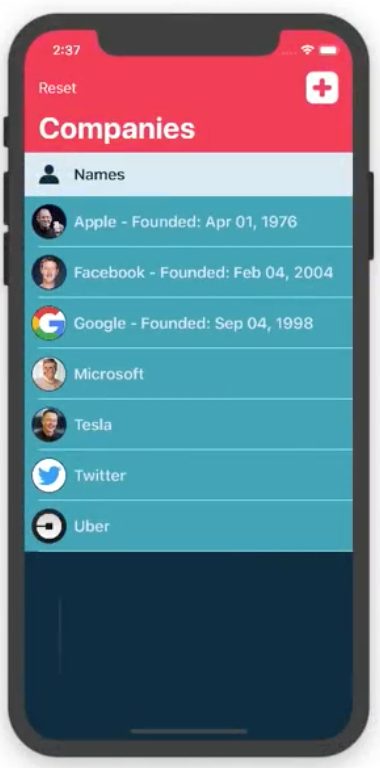 2:37
Reset
Companies
Names
Apple - Founded: Apr 01, 1976
Facebook - Founded: Feb 04, 2004
Google - Founded: Sep 04, 1998
Microsoft
Tesla
Twitter
Uber